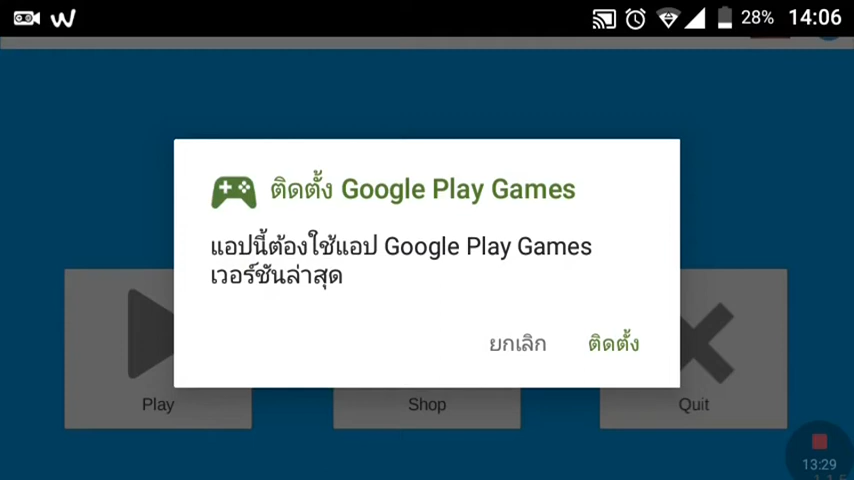 28% 14:06
ติดตั้ง Google Play Games
แอปนี้ต้องใช้แอป Google Play Games
เวอร์ชันล่าสุด
ยกเลิก ติดตั้ง
Play Shop Quit
13:29